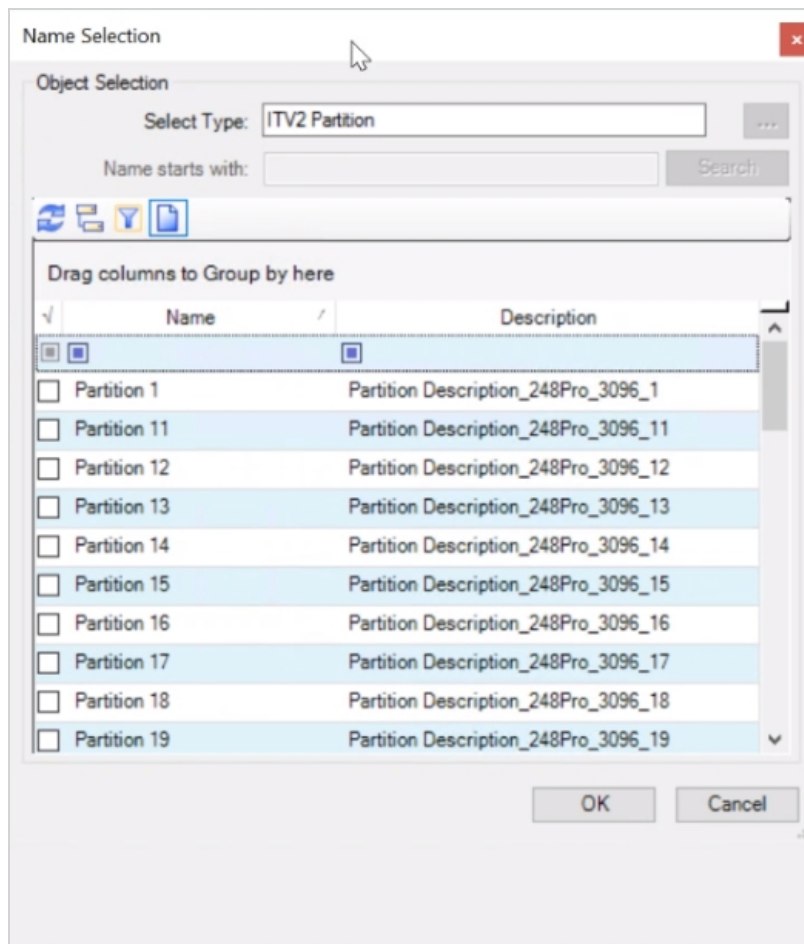 Name Selection
Object Selection
Select Type: ITV2 Partition ...
Name starts with: Search
Drag columns to Group by here
√ Name / Description
Partition 1 Partition Description_248Pro_3096_1
Partition 11 Partition Description_248Pro_3096_11
Partition 12 Partition Description_248Pro_3096_12
Partition 13 Partition Description_248Pro_3096_13
Partition 14 Partition Description_248Pro_3096_14
Partition 15 Partition Description_248Pro_3096_15
Partition 16 Partition Description_248Pro_3096_16
Partition 17 Partition Description_248Pro_3096_17
Partition 18 Partition Description_248Pro_3096_18
Partition 19 Partition Description_248Pro_3096_19
OK Cancel